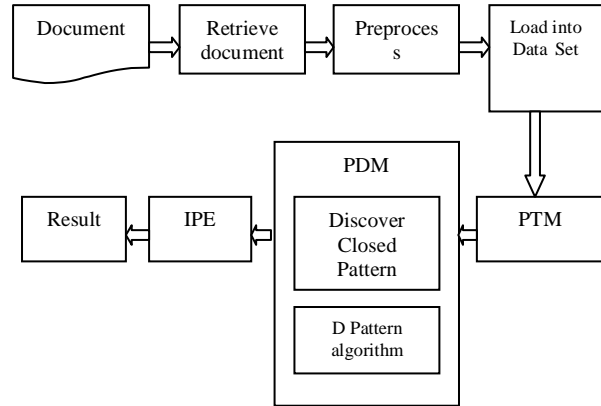 Document
Retrieve
document
Preproces
s
Load into
Data Set
PDM
Discover
Closed
Pattern
D Pattern
algorithm
PTM
IPE
Result